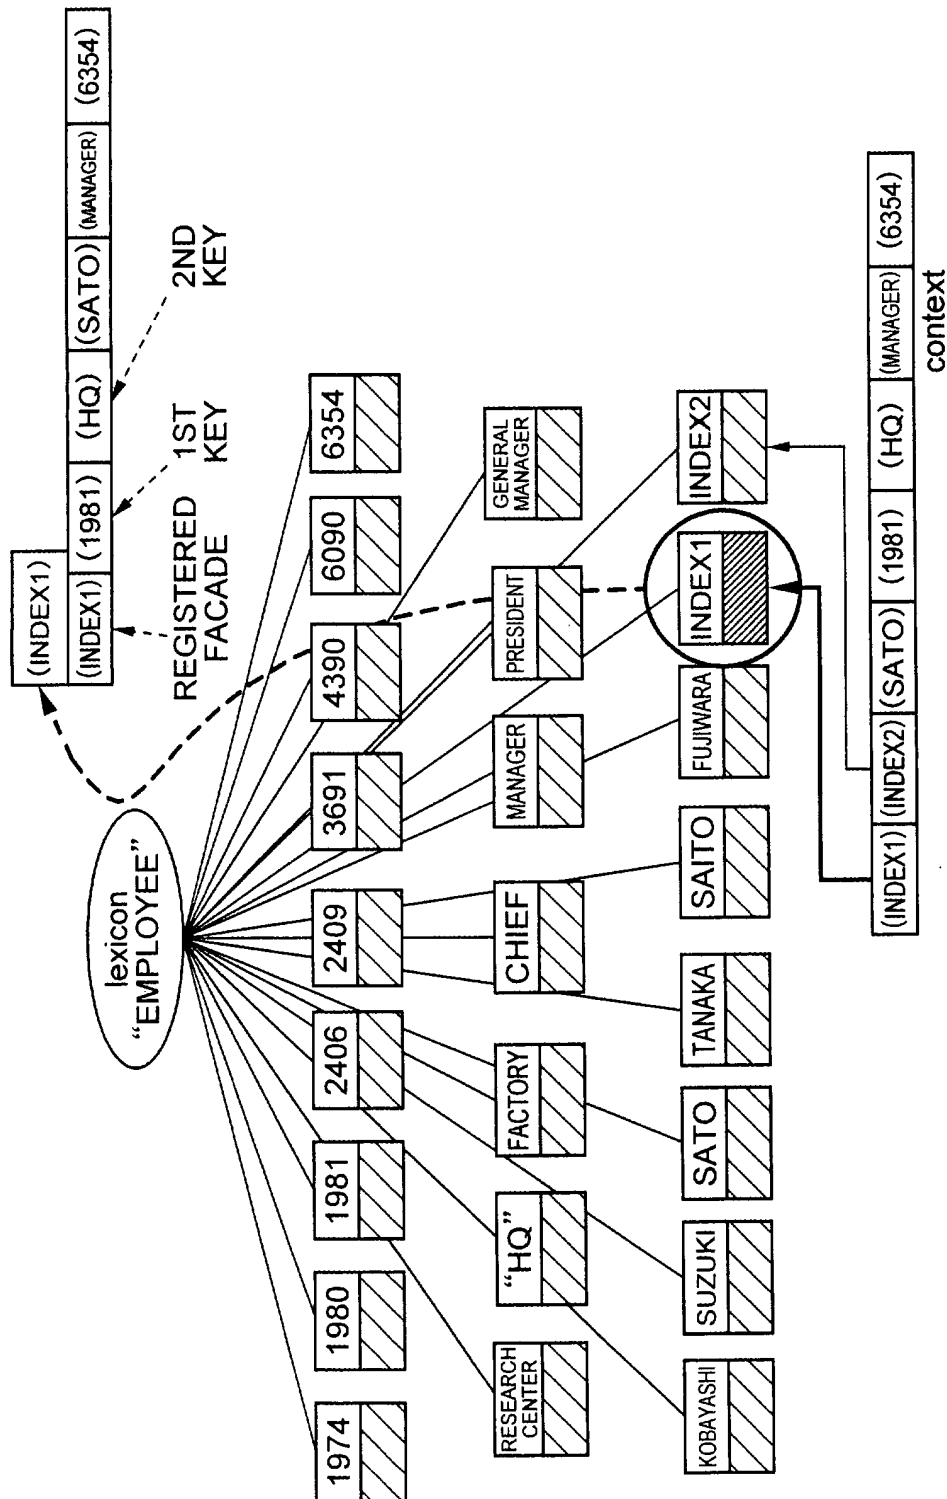 (INDEX1)
(INDEX1) (1981) (HQ) (SATO) (MANAGER) (6354)
REGISTERED
FACADE
1ST
KEY
2ND
KEY
lexicon
“EMPLOYEE”
1974 1980 1981 2406 2409 3691 4390 6090 6354
RESEARCH
CENTER
“HQ” FACTORY CHIEF MANAGER PRESIDENT
GENERAL
MANAGER
KOBAYASHI SUZUKI SATO TANAKA SAITO FUJIWARA INDEX1 INDEX2
(INDEX1) (INDEX2) (SATO) (1981) (HQ) (MANAGER) (6354)
context